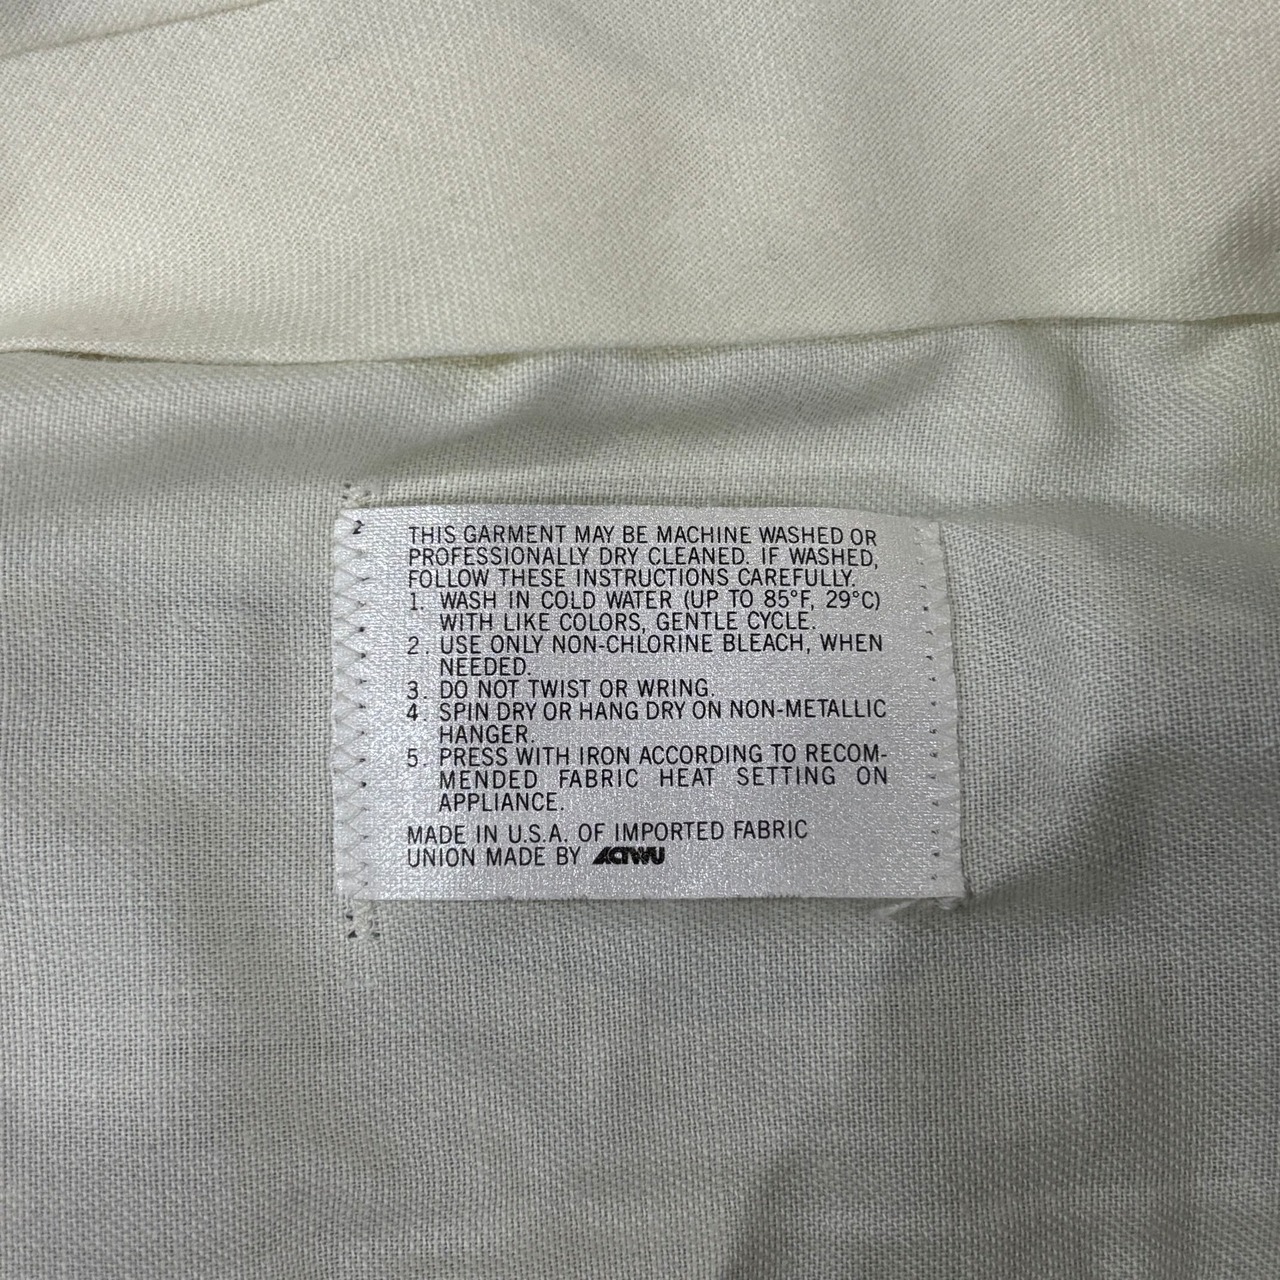 THIS GARMENT MAY BE MACHINE WASHED OR
PROFESSIONALLY DRY CLEANED. IF WASHED,
FOLLOW THESE INSTRUCTIONS CAREFULLY.
1. WASH IN COLD WATER (UP TO 85°F, 29°C)
WITH LIKE COLORS, GENTLE CYCLE.
2. USE ONLY NON-CHLORINE BLEACH, WHEN
NEEDED.
3. DO NOT TWIST OR WRING.
4. SPIN DRY OR HANG DRY ON NON-METALLIC
HANGER.
5. PRESS WITH IRON ACCORDING TO RECOM-
MENDED FABRIC HEAT SETTING ON
APPLIANCE.
MADE IN U.S.A. OF IMPORTED FABRIC
UNION MADE BY ACTWU